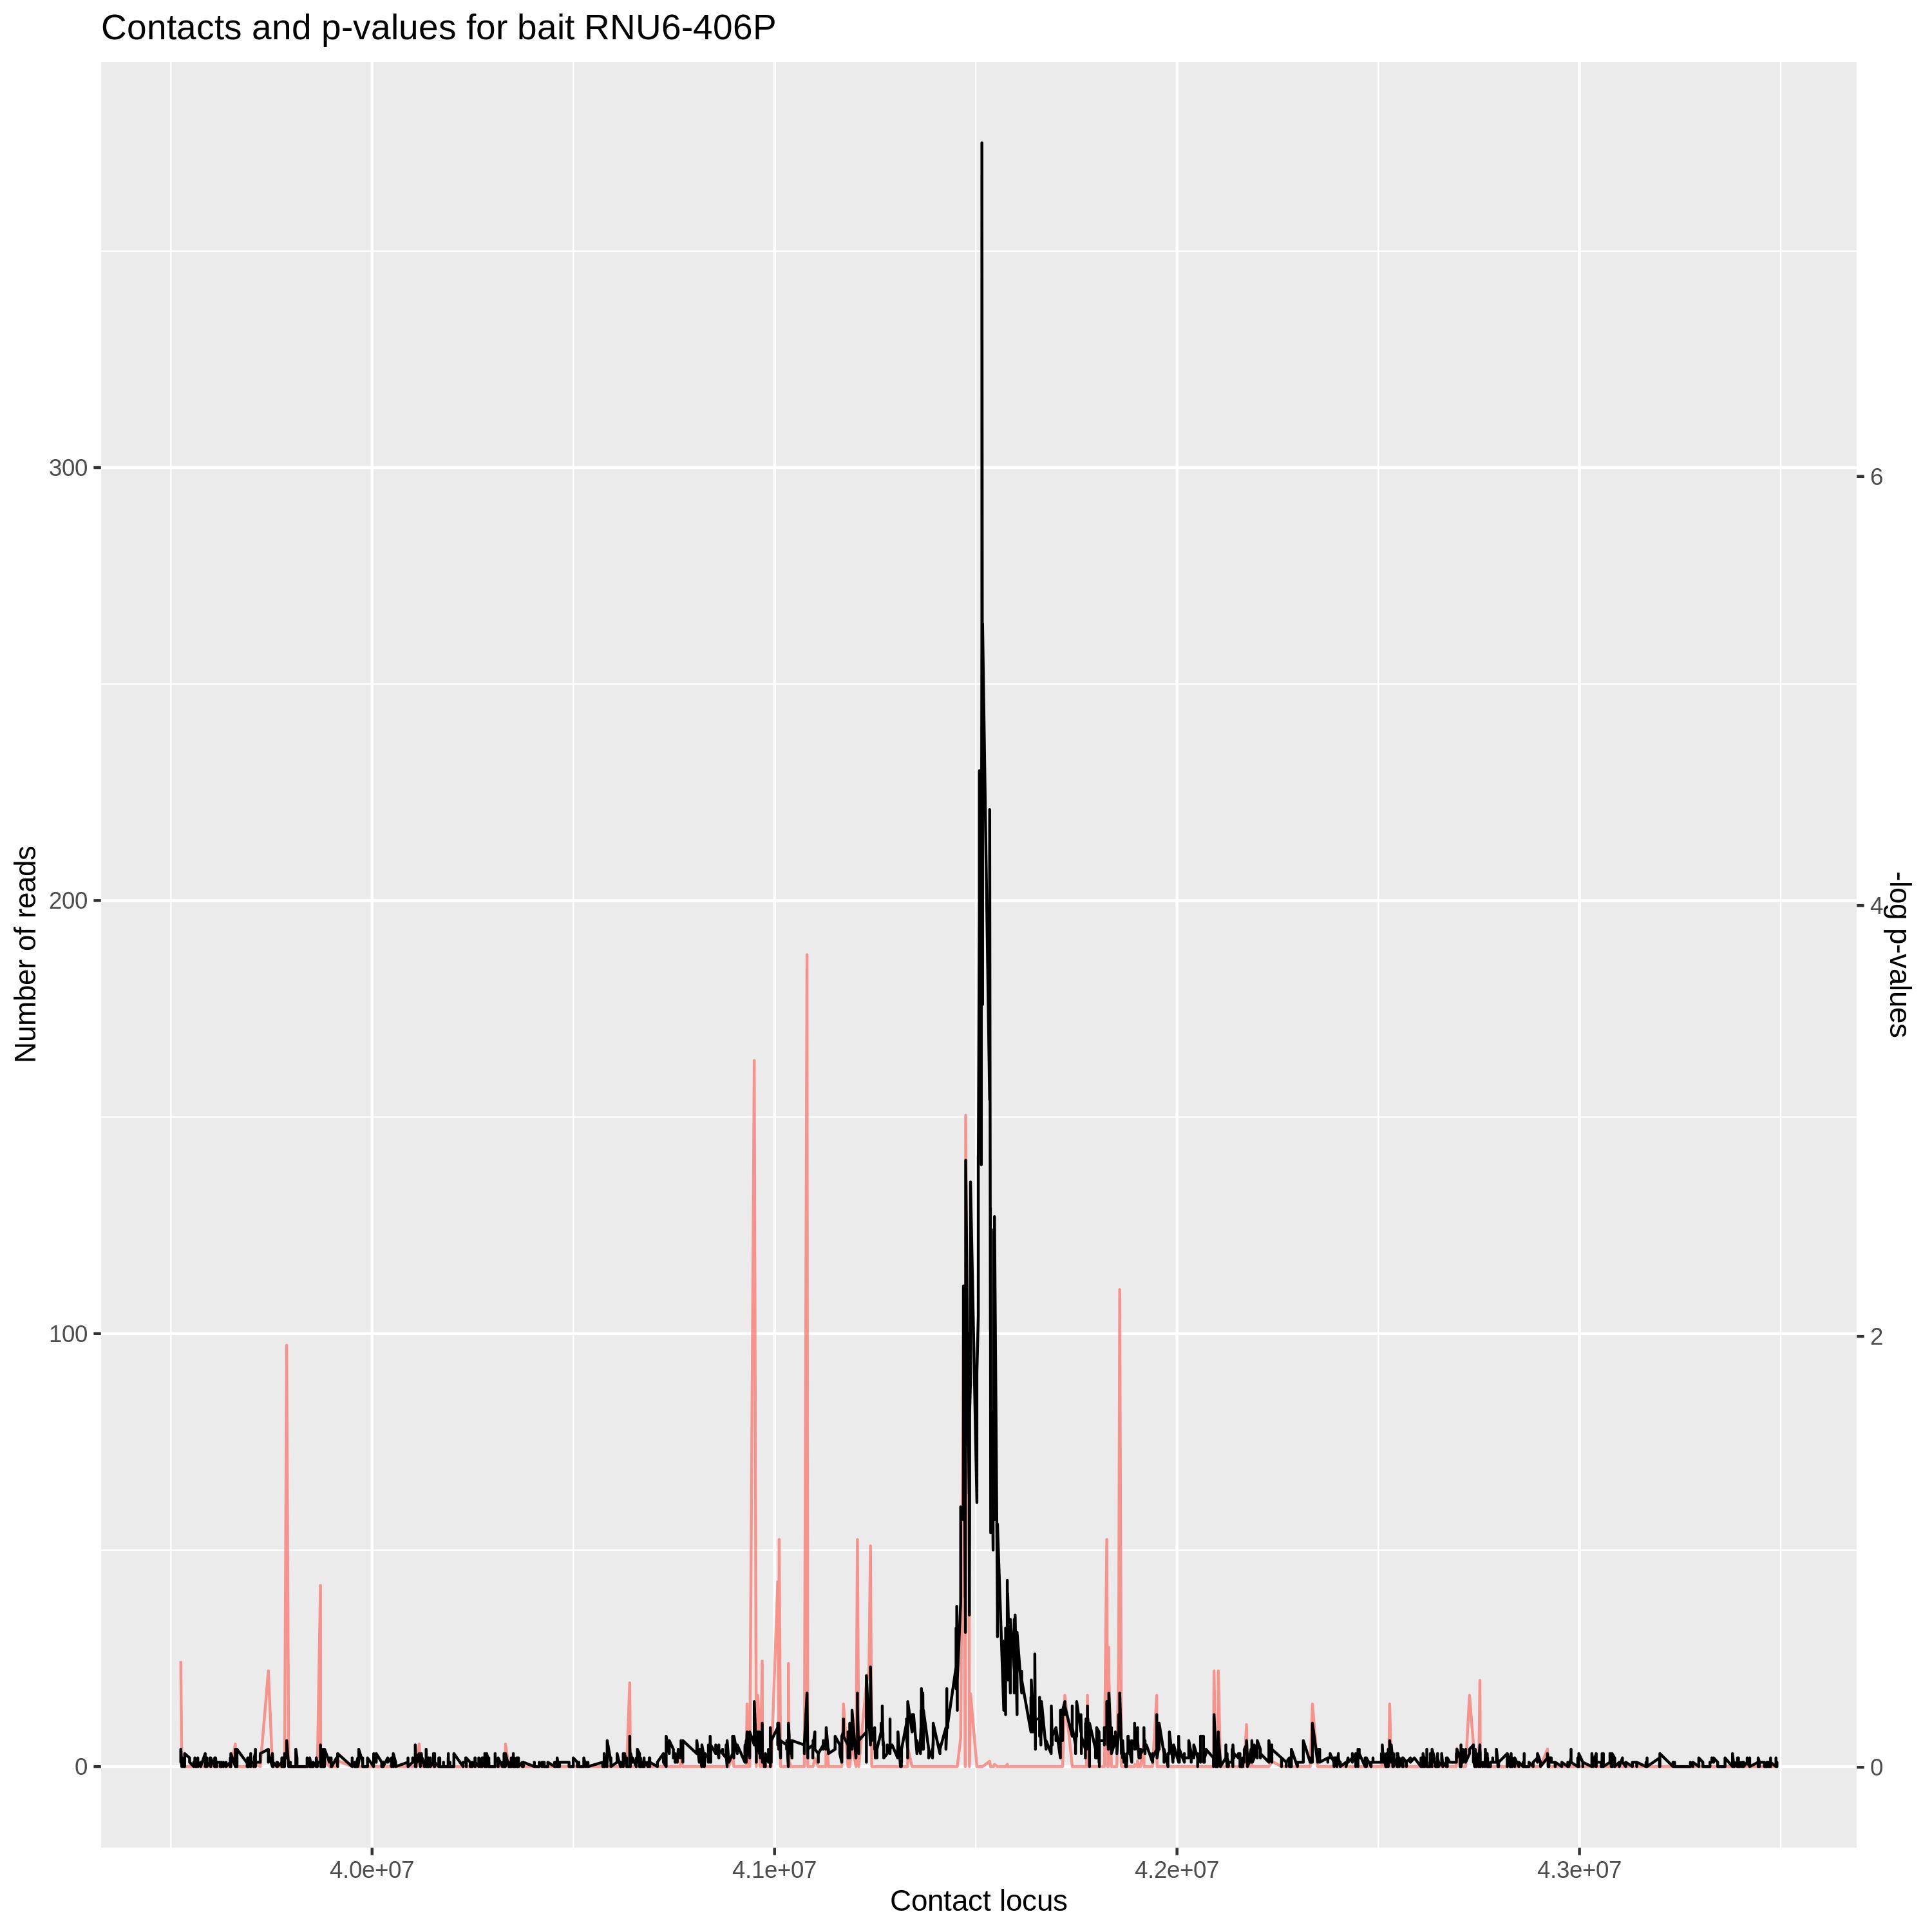 Contacts and p-values for bait RNU6-406P
Number of reads
300
200
100
0
6
4
2
0
-log p-values
4.0e+07
4.1e+07
4.2e+07
4.3e+07
Contact locus